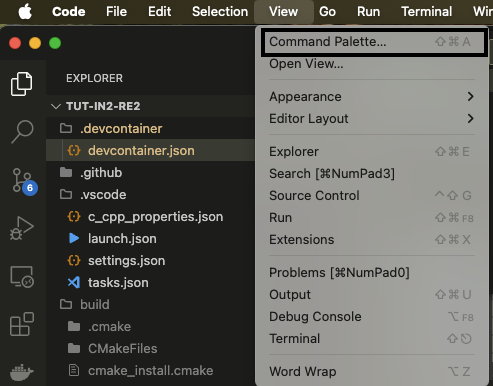 Code File Edit Selection View Go Run Terminal Win
EXPLORER
TUT-IN2-RE2
.devcontainer
devcontainer.json
.github
.vscode
c_cpp_properties.json
launch.json
settings.json
tasks.json
build
.cmake
CMakeFiles
cmake_install.cmake
6
Command Palette... ⇧⌘A
Open View...
Appearance
Editor Layout
Explorer ⇧⌘E
Search [⌘NumPad3]
Source Control ^⇧G
Run ⇧⌘F8
Extensions ⇧⌘X
Problems [⌘NumPad0]
Output ⇧⌘U
Debug Console ⌥F8
Terminal ⇧⎋
Word Wrap ⌥Z